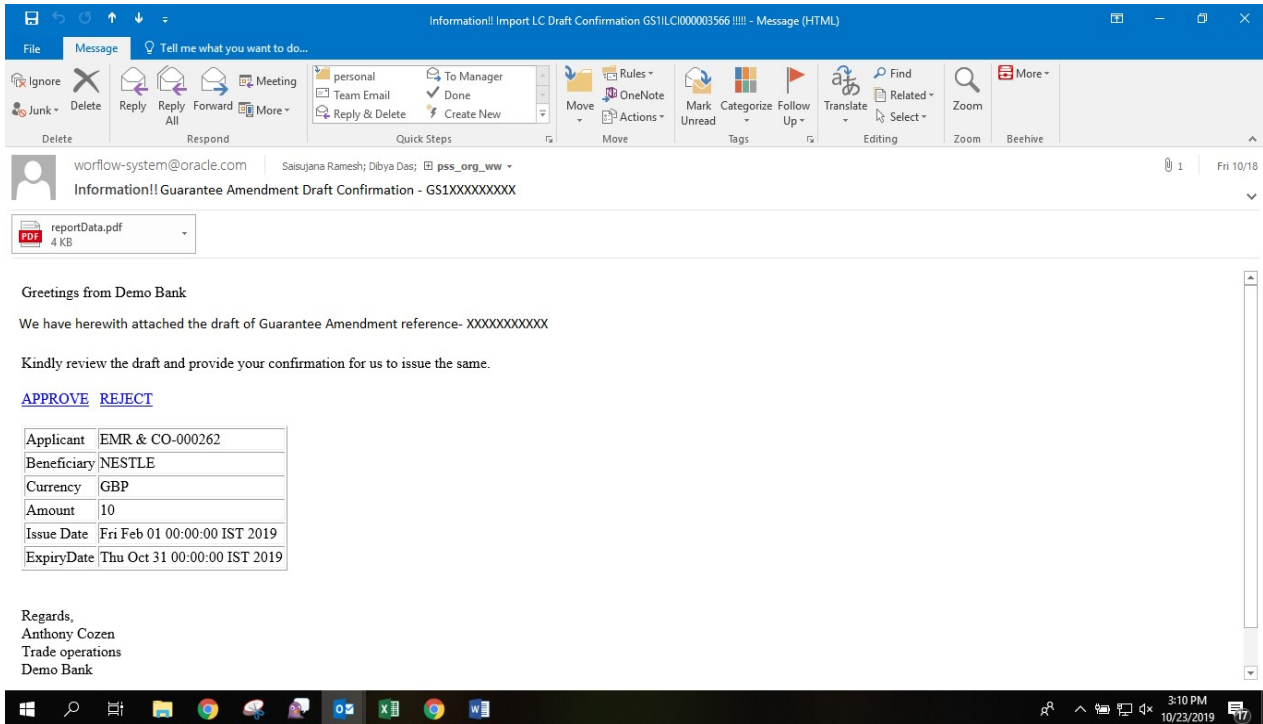 Information!! Import LC Draft Confirmation GS1ILCI000003566 !!!!! - Message (HTML)
File Message Tell me what you want to do...
Ignore
Junk
Delete
Reply
Reply All
Forward
Meeting
More
personal
Team Email
Reply & Delete
To Manager
Done
Create New
Move
Rules
OneNote
Actions
Mark Unread
Categorize
Follow Up
Translate
Find
Related
Select
Zoom
More
Delete Respond Quick Steps Move Tags Editing Zoom Beehive
worflow-system@oracle.com Saisujana Ramesh; Dibya Das; pss_org_ww
1 Fri 10/18
Information!! Guarantee Amendment Draft Confirmation - GS1XXXXXXXXX
PDF
reportData.pdf
4 KB
Greetings from Demo Bank
We have herewith attached the draft of Guarantee Amendment reference- XXXXXXXXXXX
Kindly review the draft and provide your confirmation for us to issue the same.
APPROVE REJECT
Applicant EMR & CO-000262
Beneficiary NESTLE
Currency GBP
Amount 10
Issue Date Fri Feb 01 00:00:00 IST 2019
ExpiryDate Thu Oct 31 00:00:00 IST 2019
Regards,
Anthony Cozen
Trade operations
Demo Bank
3:10 PM
10/23/2019
17